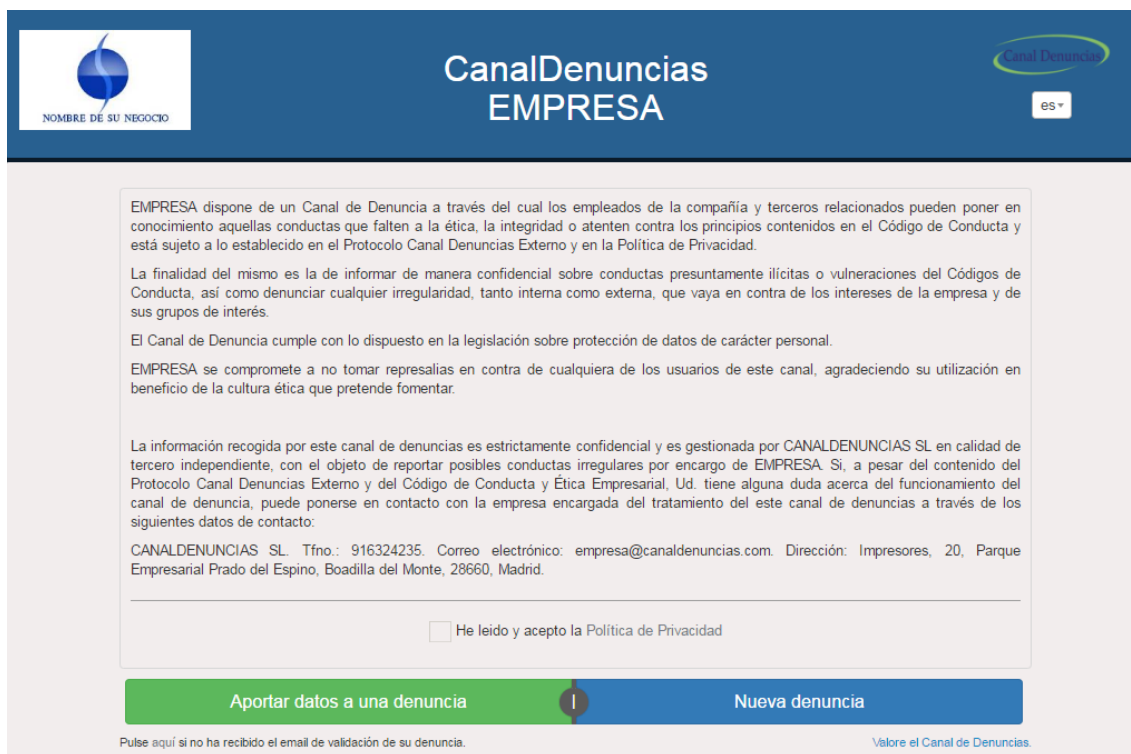 NOMBRE DE SU NEGOCIO
CanalDenuncias
EMPRESA
Canal Denuncias
es
EMPRESA dispone de un Canal de Denuncia a través del cual los empleados de la compañía y terceros relacionados pueden poner en
conocimiento aquellas conductas que falten a la ética, la integridad o atenten contra los principios contenidos en el Código de Conducta y
está sujeto a lo establecido en el Protocolo Canal Denuncias Externo y en la Política de Privacidad.
La finalidad del mismo es la de informar de manera confidencial sobre conductas presuntamente ilícitas o vulneraciones del Códigos de
Conducta, así como denunciar cualquier irregularidad, tanto interna como externa, que vaya en contra de los intereses de la empresa y de
sus grupos de interés.
El Canal de Denuncia cumple con lo dispuesto en la legislación sobre protección de datos de carácter personal.
EMPRESA se compromete a no tomar represalias en contra de cualquiera de los usuarios de este canal, agradeciendo su utilización en
beneficio de la cultura ética que pretende fomentar.
La información recogida por este canal de denuncias es estrictamente confidencial y es gestionada por CANALDENUNCIAS SL en calidad de
tercero independiente, con el objeto de reportar posibles conductas irregulares por encargo de EMPRESA. Si, a pesar del contenido del
Protocolo Canal Denuncias Externo y del Código de Conducta y Ética Empresarial, Ud. tiene alguna duda acerca del funcionamiento del
canal de denuncia, puede ponerse en contacto con la empresa encargada del tratamiento del este canal de denuncias a través de los
siguientes datos de contacto:
CANALDENUNCIAS SL. Tfno.: 916324235. Correo electrónico: empresa@canaldenuncias.com. Dirección: Impresores, 20, Parque
Empresarial Prado del Espino, Boadilla del Monte, 28660, Madrid.
He leido y acepto la Política de Privacidad
Aportar datos a una denuncia | Nueva denuncia
Pulse aquí si no ha recibido el email de validación de su denuncia. Valore el Canal de Denuncias.